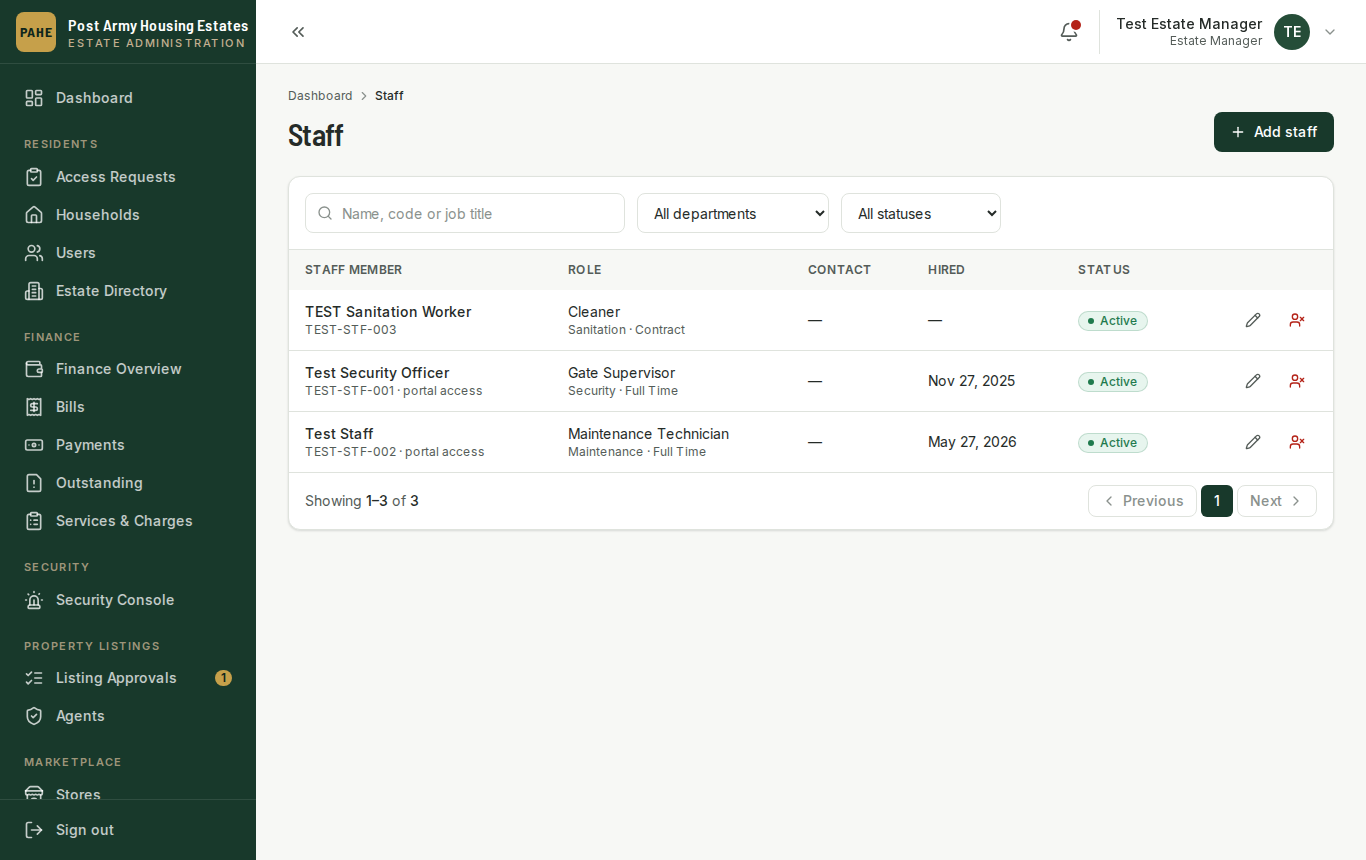 PAHE
Post Army Housing Estates
ESTATE ADMINISTRATION
Dashboard
RESIDENTS
Access Requests
Households
Users
Estate Directory
FINANCE
Finance Overview
Bills
Payments
Outstanding
Services & Charges
SECURITY
Security Console
PROPERTY LISTINGS
Listing Approvals 1
Agents
MARKETPLACE
Stores
Sign out
Test Estate Manager
Estate Manager
TE
Dashboard Staff
Staff
Add staff
Name, code or job title All departments All statuses
STAFF MEMBER ROLE CONTACT HIRED STATUS
TEST Sanitation Worker Cleaner — — Active
TEST-STF-003 Sanitation · Contract
Test Security Officer Gate Supervisor — Nov 27, 2025 Active
TEST-STF-001 · portal access Security · Full Time
Test Staff Maintenance Technician — May 27, 2026 Active
TEST-STF-002 · portal access Maintenance · Full Time
Showing 1–3 of 3 Previous 1 Next